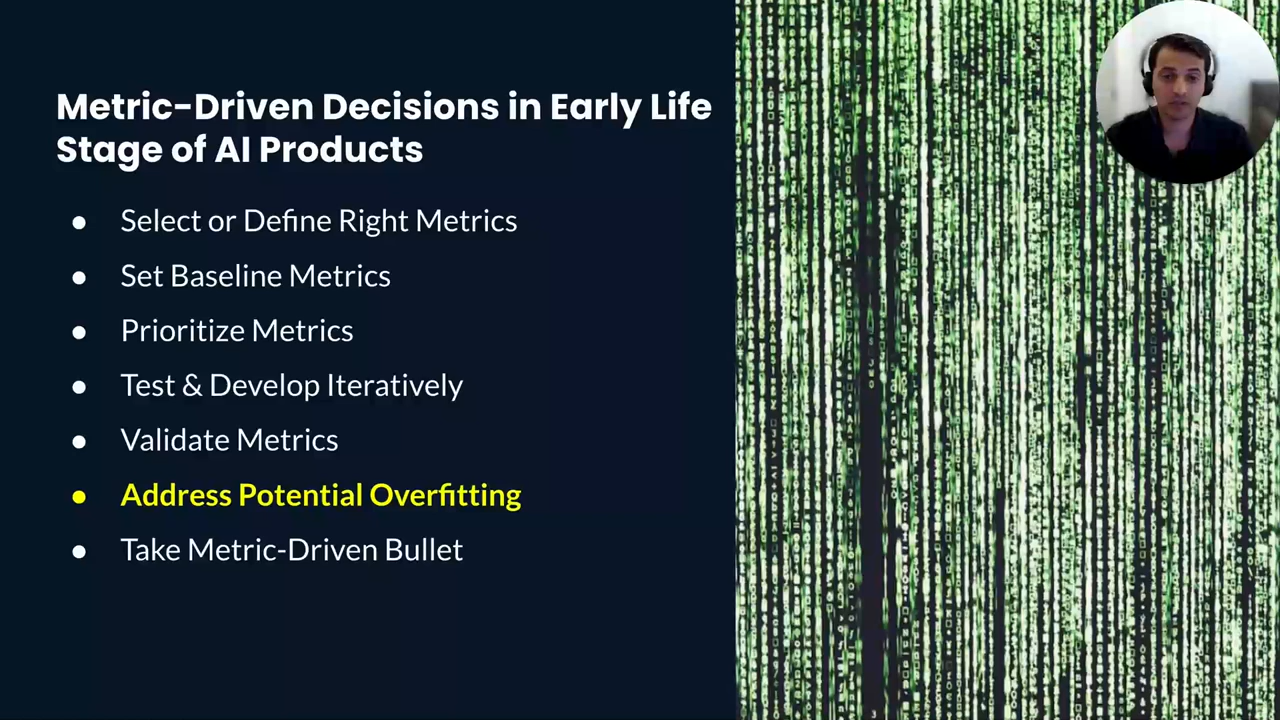 Metric-Driven Decisions in Early Life
Stage of AI Products
● Select or Define Right Metrics
● Set Baseline Metrics
● Prioritize Metrics
● Test & Develop Iteratively
● Validate Metrics
● Address Potential Overfitting
● Take Metric-Driven Bullet